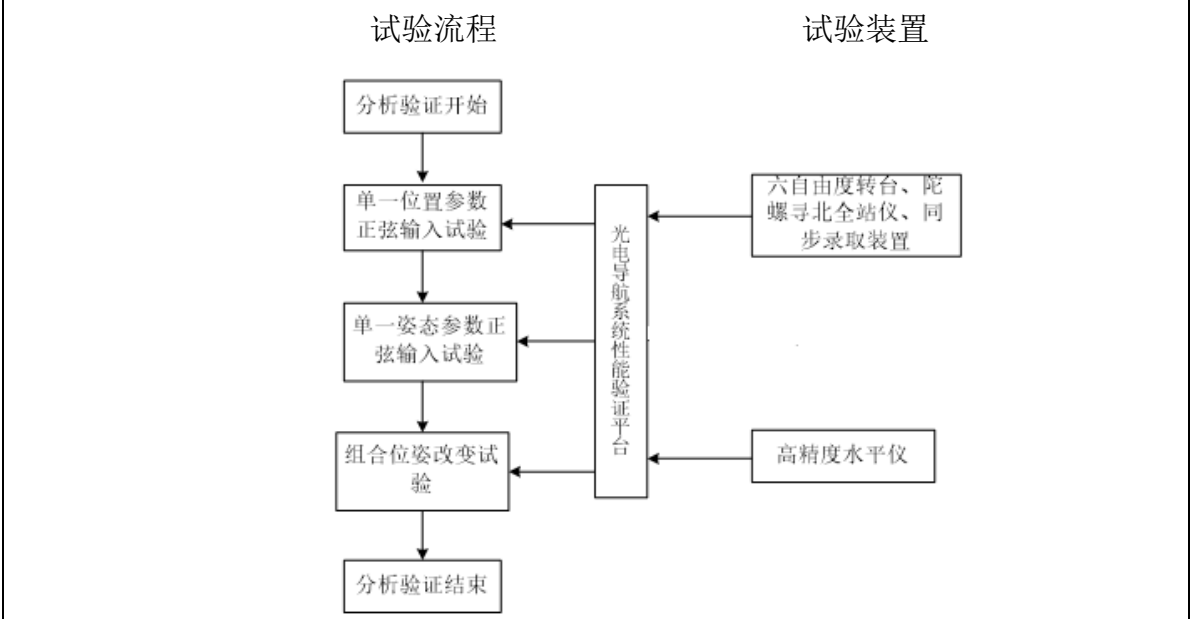 试验流程
试验装置
分析验证开始
单一位置参数
正弦输入试验
单一姿态参数正
弦输入试验
组合位姿改变试
验
分析验证结束
光电导航系统性能验证平台
六自由度转台、陀
螺寻北全站仪、同
步录取装置
高精度水平仪